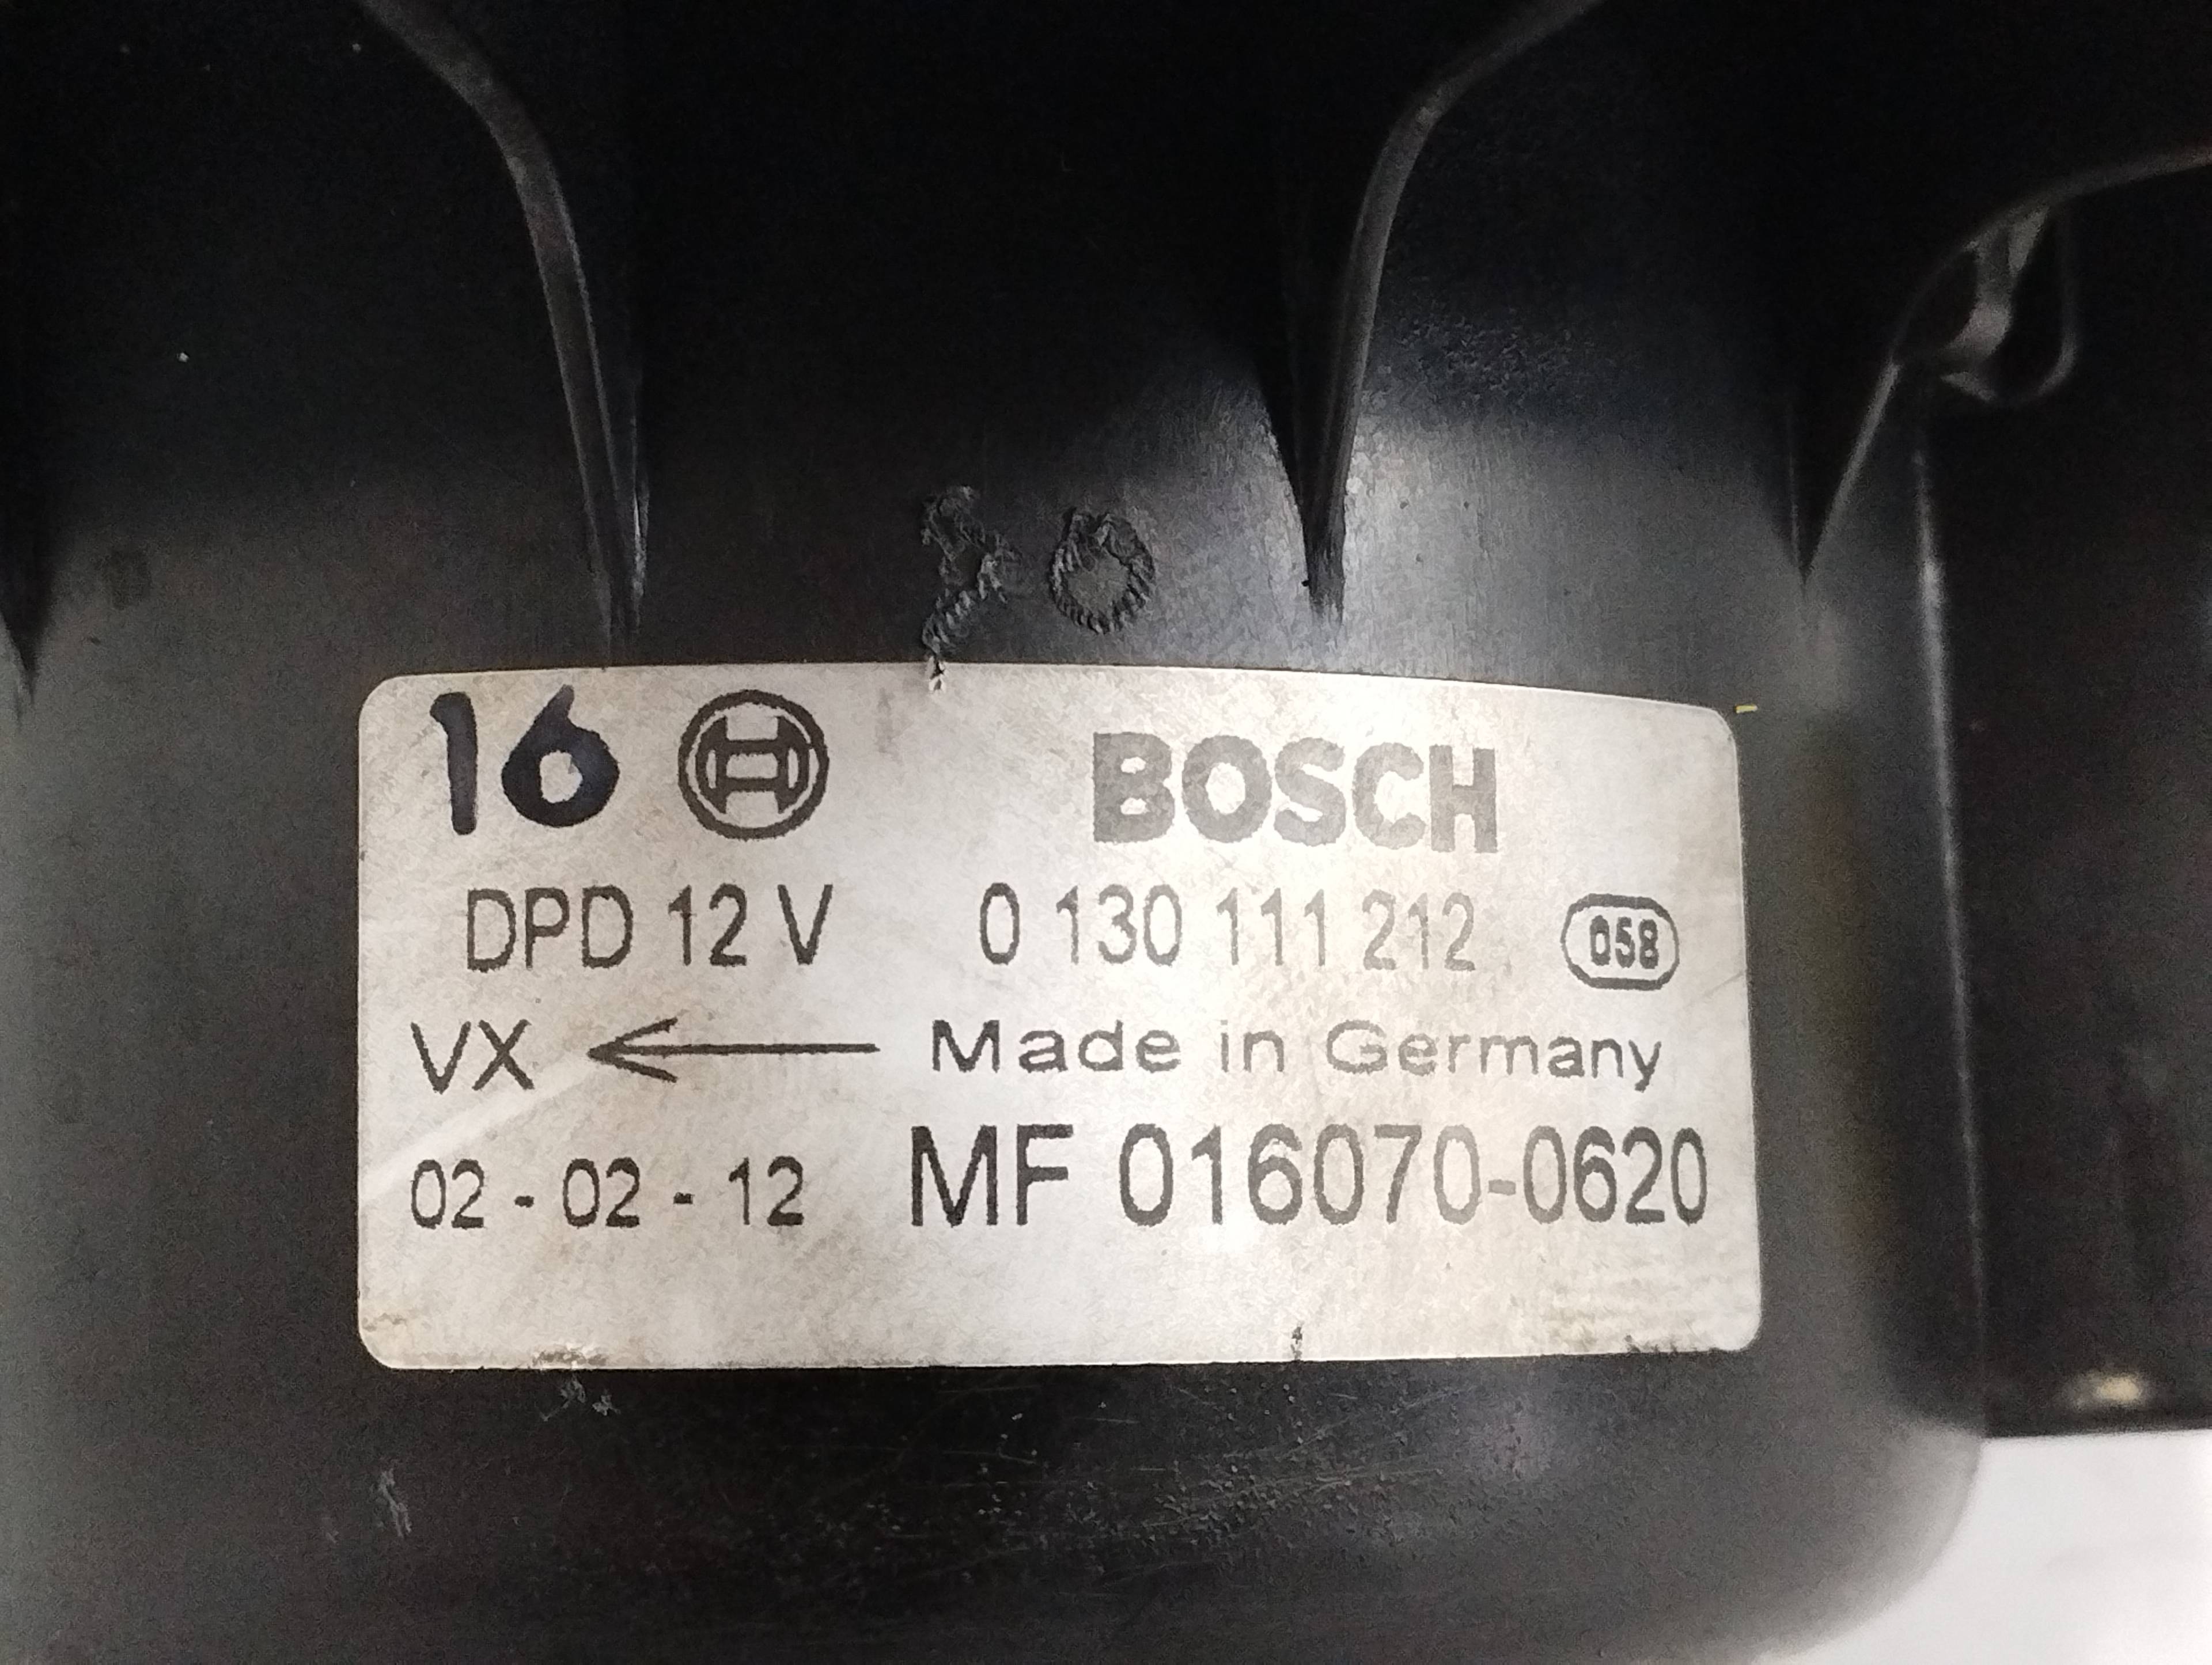 16 BOSCH
DPD 12 V 0 130 111 212 058
VX ← Made in Germany
02 - 02 - 12 MF 016070-0620